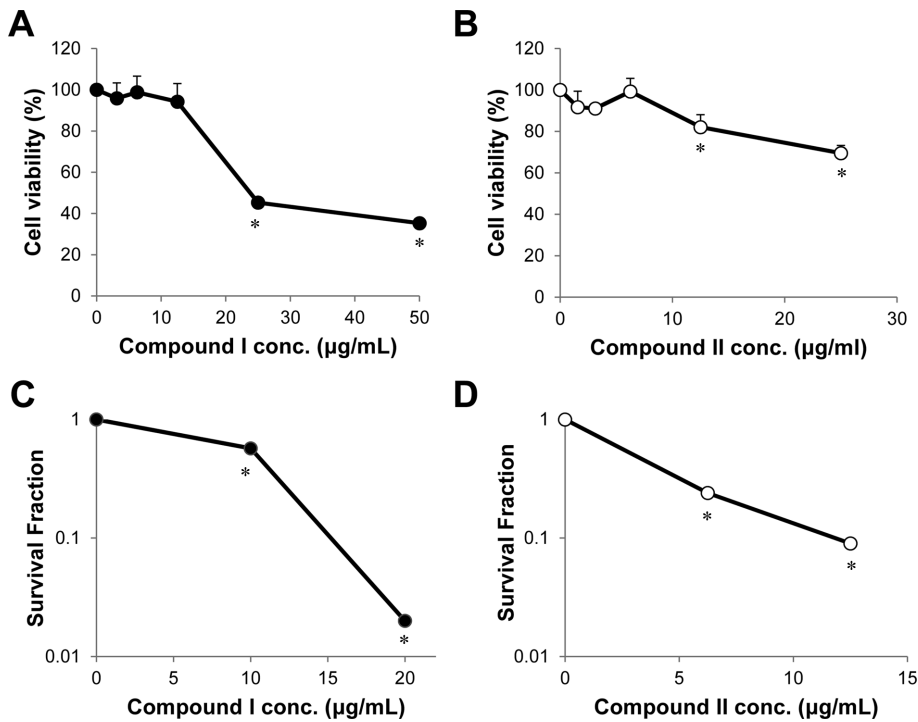 A
120
100
80
60
40
20
0
Cell viability (%)
*
*
0 10 20 30 40 50
Compound I conc. (µg/mL)
B
120
100
80
60
40
20
0
Cell viability (%)
*
*
0 10 20 30
Compound II conc. (µg/ml)
C
1
0.1
0.01
Survival Fraction
*
*
0 5 10 15 20
Compound I conc. (µg/mL)
D
1
0.1
0.01
Survival Fraction
*
*
0 5 10 15
Compound II conc. (µg/mL)